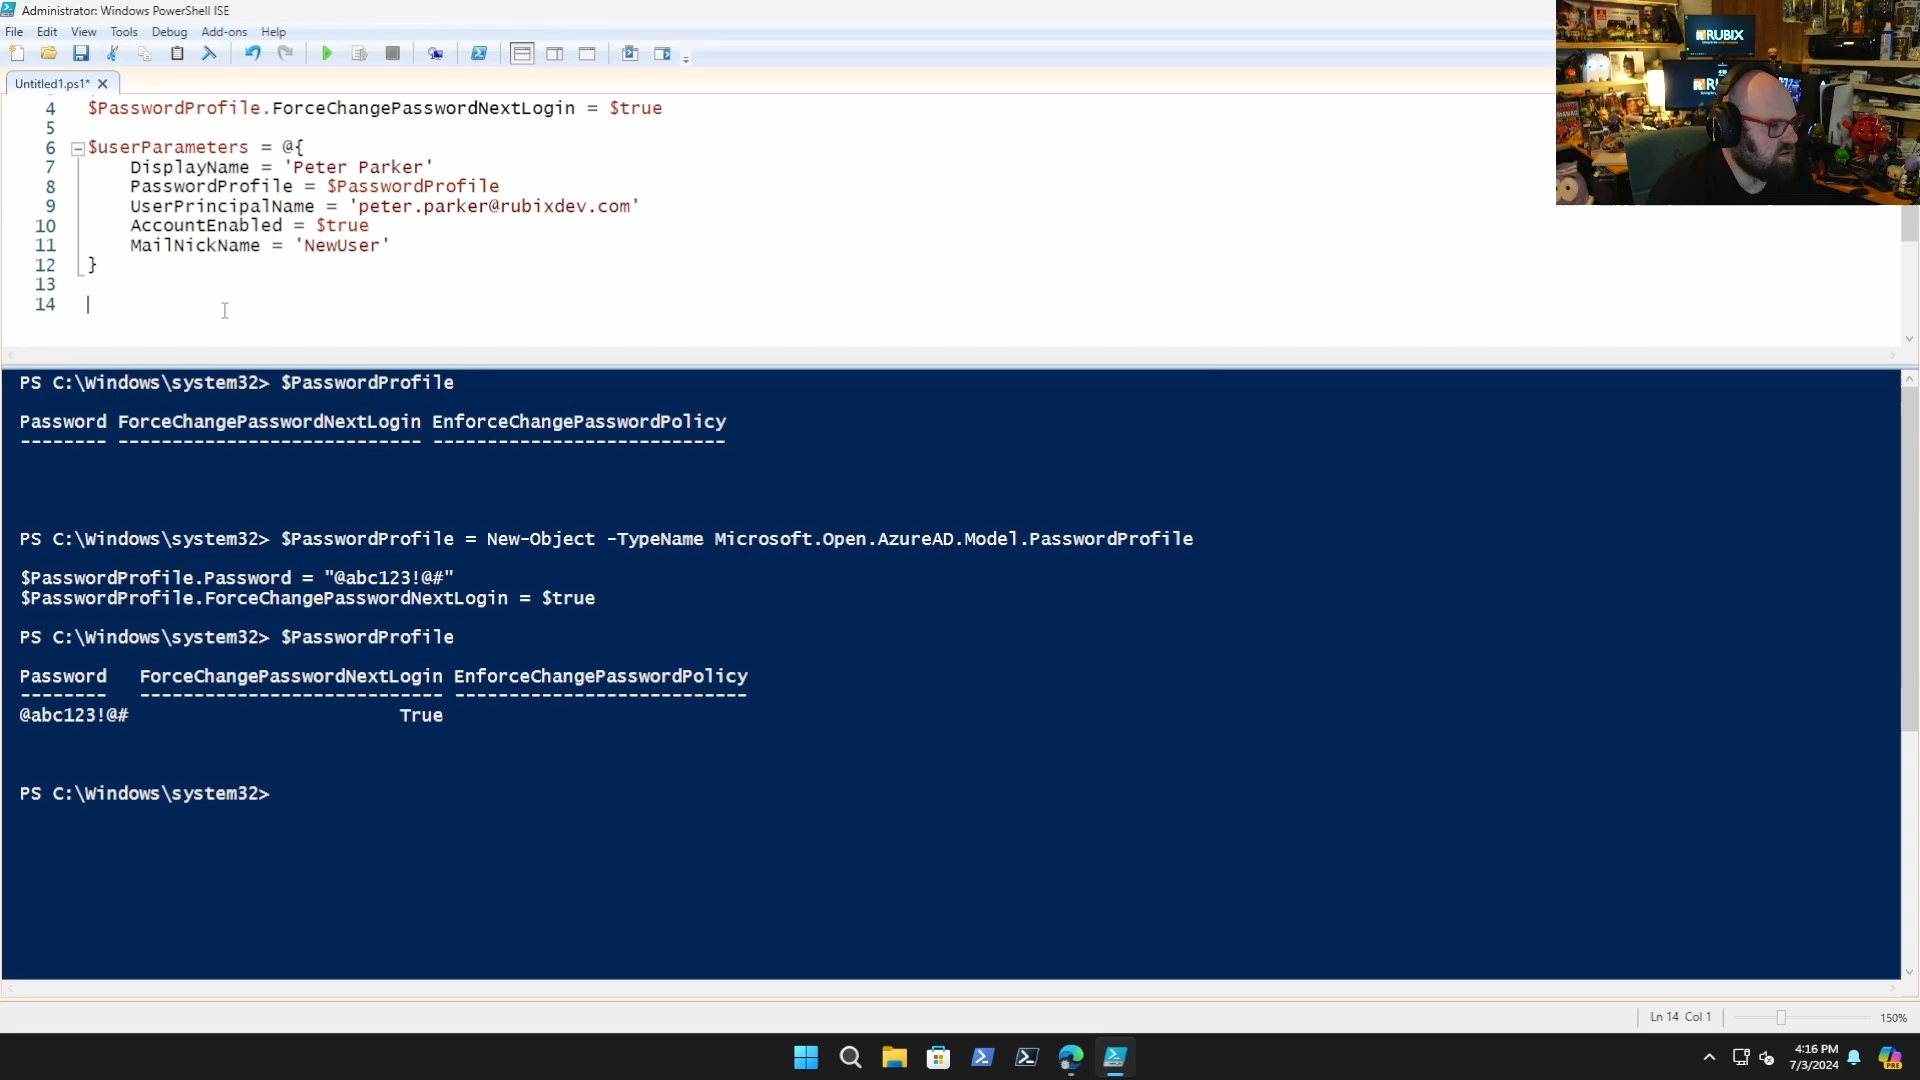 Administrator: Windows PowerShell ISE
File Edit View Tools Debug Add-ons Help
Untitled1.ps1*
4 $PasswordProfile.ForceChangePasswordNextLogin = $true
5
6 $userParameters = @{
7 DisplayName = 'Peter Parker'
8 PasswordProfile = $PasswordProfile
9 UserPrincipalName = 'peter.parker@rubixdev.com'
10 AccountEnabled = $true
11 MailNickName = 'NewUser'
12 }
13
14
PS C:\Windows\system32> $PasswordProfile
Password ForceChangePasswordNextLogin EnforceChangePasswordPolicy
-------- ---------------------------- ---------------------------
PS C:\Windows\system32> $PasswordProfile = New-Object -TypeName Microsoft.Open.AzureAD.Model.PasswordProfile
$PasswordProfile.Password = "@abc123!@#"
$PasswordProfile.ForceChangePasswordNextLogin = $true
PS C:\Windows\system32> $PasswordProfile
Password ForceChangePasswordNextLogin EnforceChangePasswordPolicy
-------- ---------------------------- ---------------------------
@abc123!@# True
PS C:\Windows\system32>
Ln 14 Col 1
150%
4:16 PM
7/3/2024
PRE
RUBIX